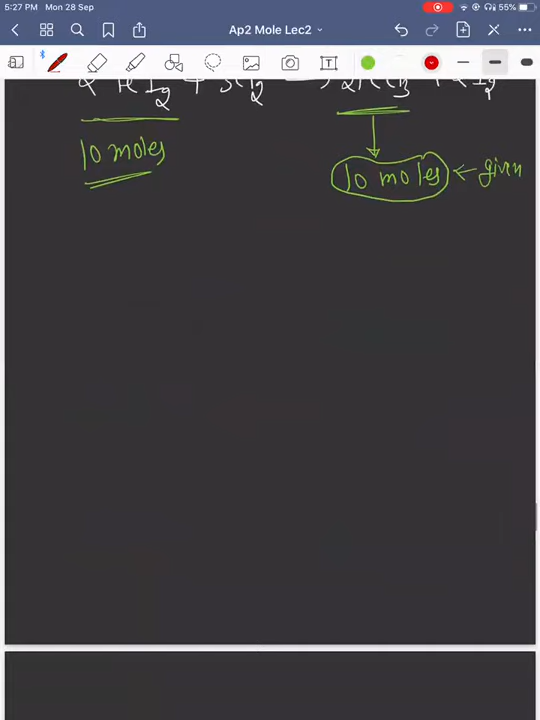 5:27 PM Mon 28 Sep 55%
Ap2 Mole Lec2
10 moles
10 moles ← given